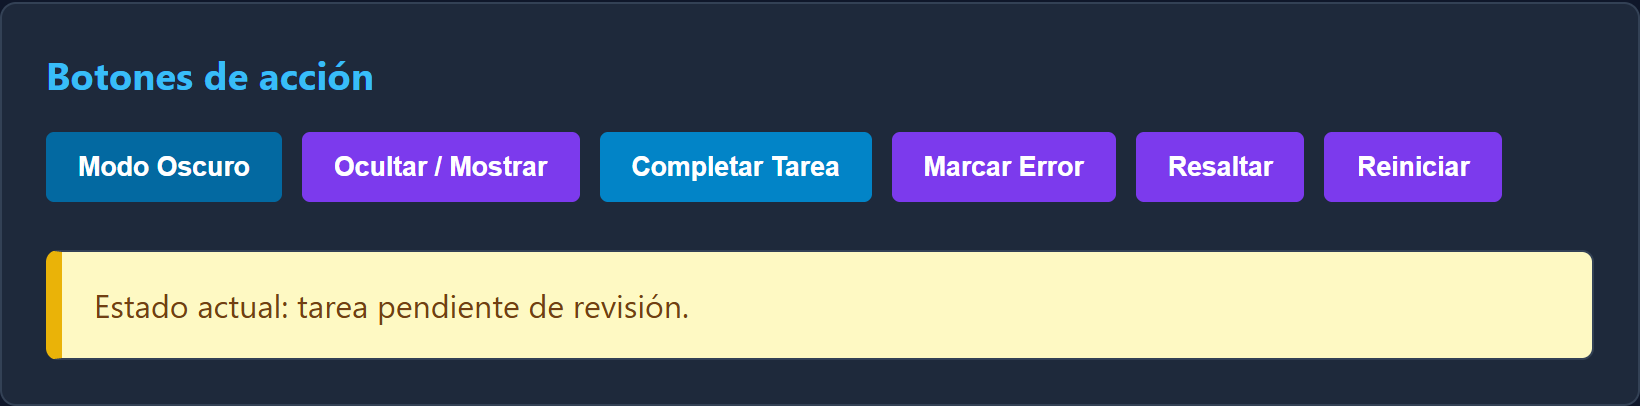 Botones de acción
Modo Oscuro
Ocultar / Mostrar
Completar Tarea
Marcar Error
Resaltar
Reiniciar
Estado actual: tarea pendiente de revisión.